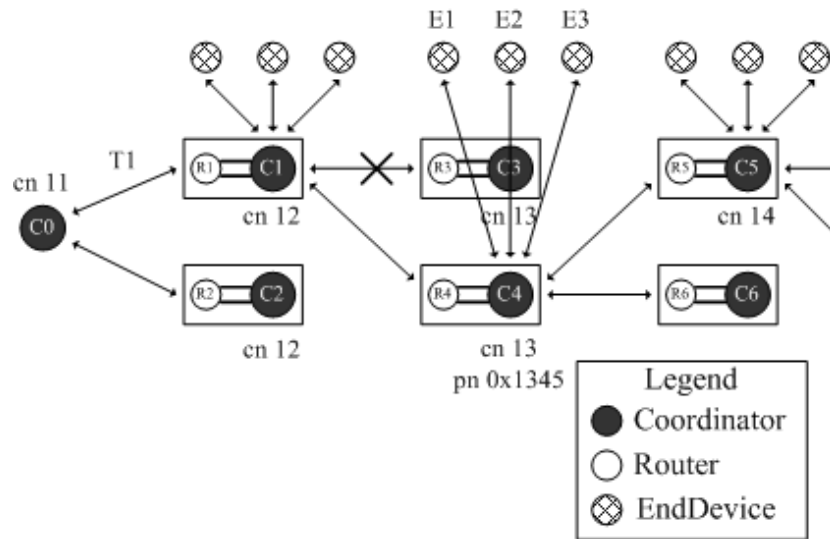 E1 E2 E3
T1
R1 C1 R3 C3 R5 C5
cn 11
cn 12 cn 13 cn 14
C0
R2 C2 R4 C4 R6 C6
cn 12 cn 13
pn 0x1345
Legend
Coordinator
Router
EndDevice